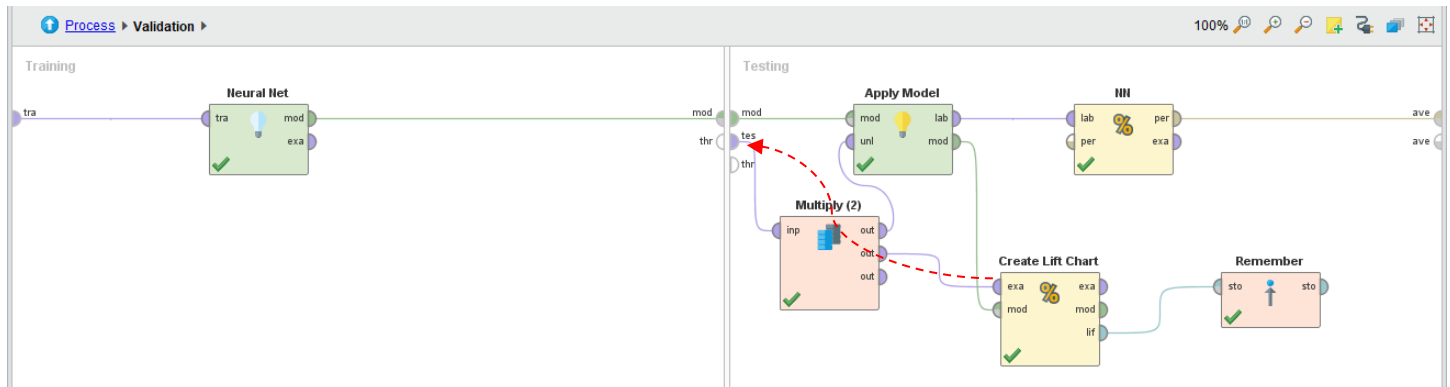 Process ▸ Validation ▸
100%
Training
Testing
Neural Net
Apply Model
NN
tra
tra
mod
exa
mod
thr
mod
tes
thr
mod
lab
unl
mod
lab
per
per
exa
ave
ave
Multiply (2)
inp
out
out
out
Create Lift Chart
exa
exa
mod
mod
lif
Remember
sto
sto